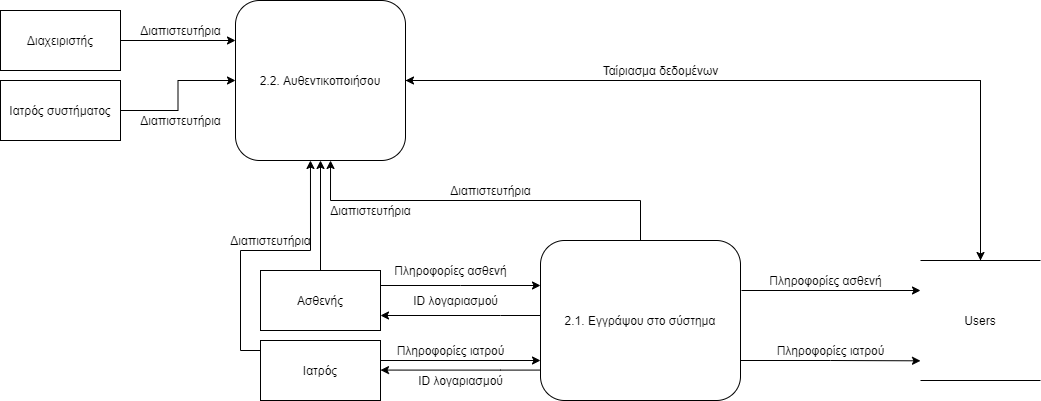 Διαπιστευτήρια
Διαχειριστής
Ταίριασμα δεδομένων
2.2. Αυθεντικοποιήσου
Ιατρός συστήματος
Διαπιστευτήρια
Διαπιστευτήρια
Διαπιστευτήρια
Διαπιστευτήρια
Πληροφορίες ασθενή
Πληροφορίες ασθενή
Ασθενής
ID λογαριασμού
2.1. Εγγράψου στο σύστημα
Users
Πληροφορίες ιατρού
Πληροφορίες ιατρού
Ιατρός
ID λογαριασμού